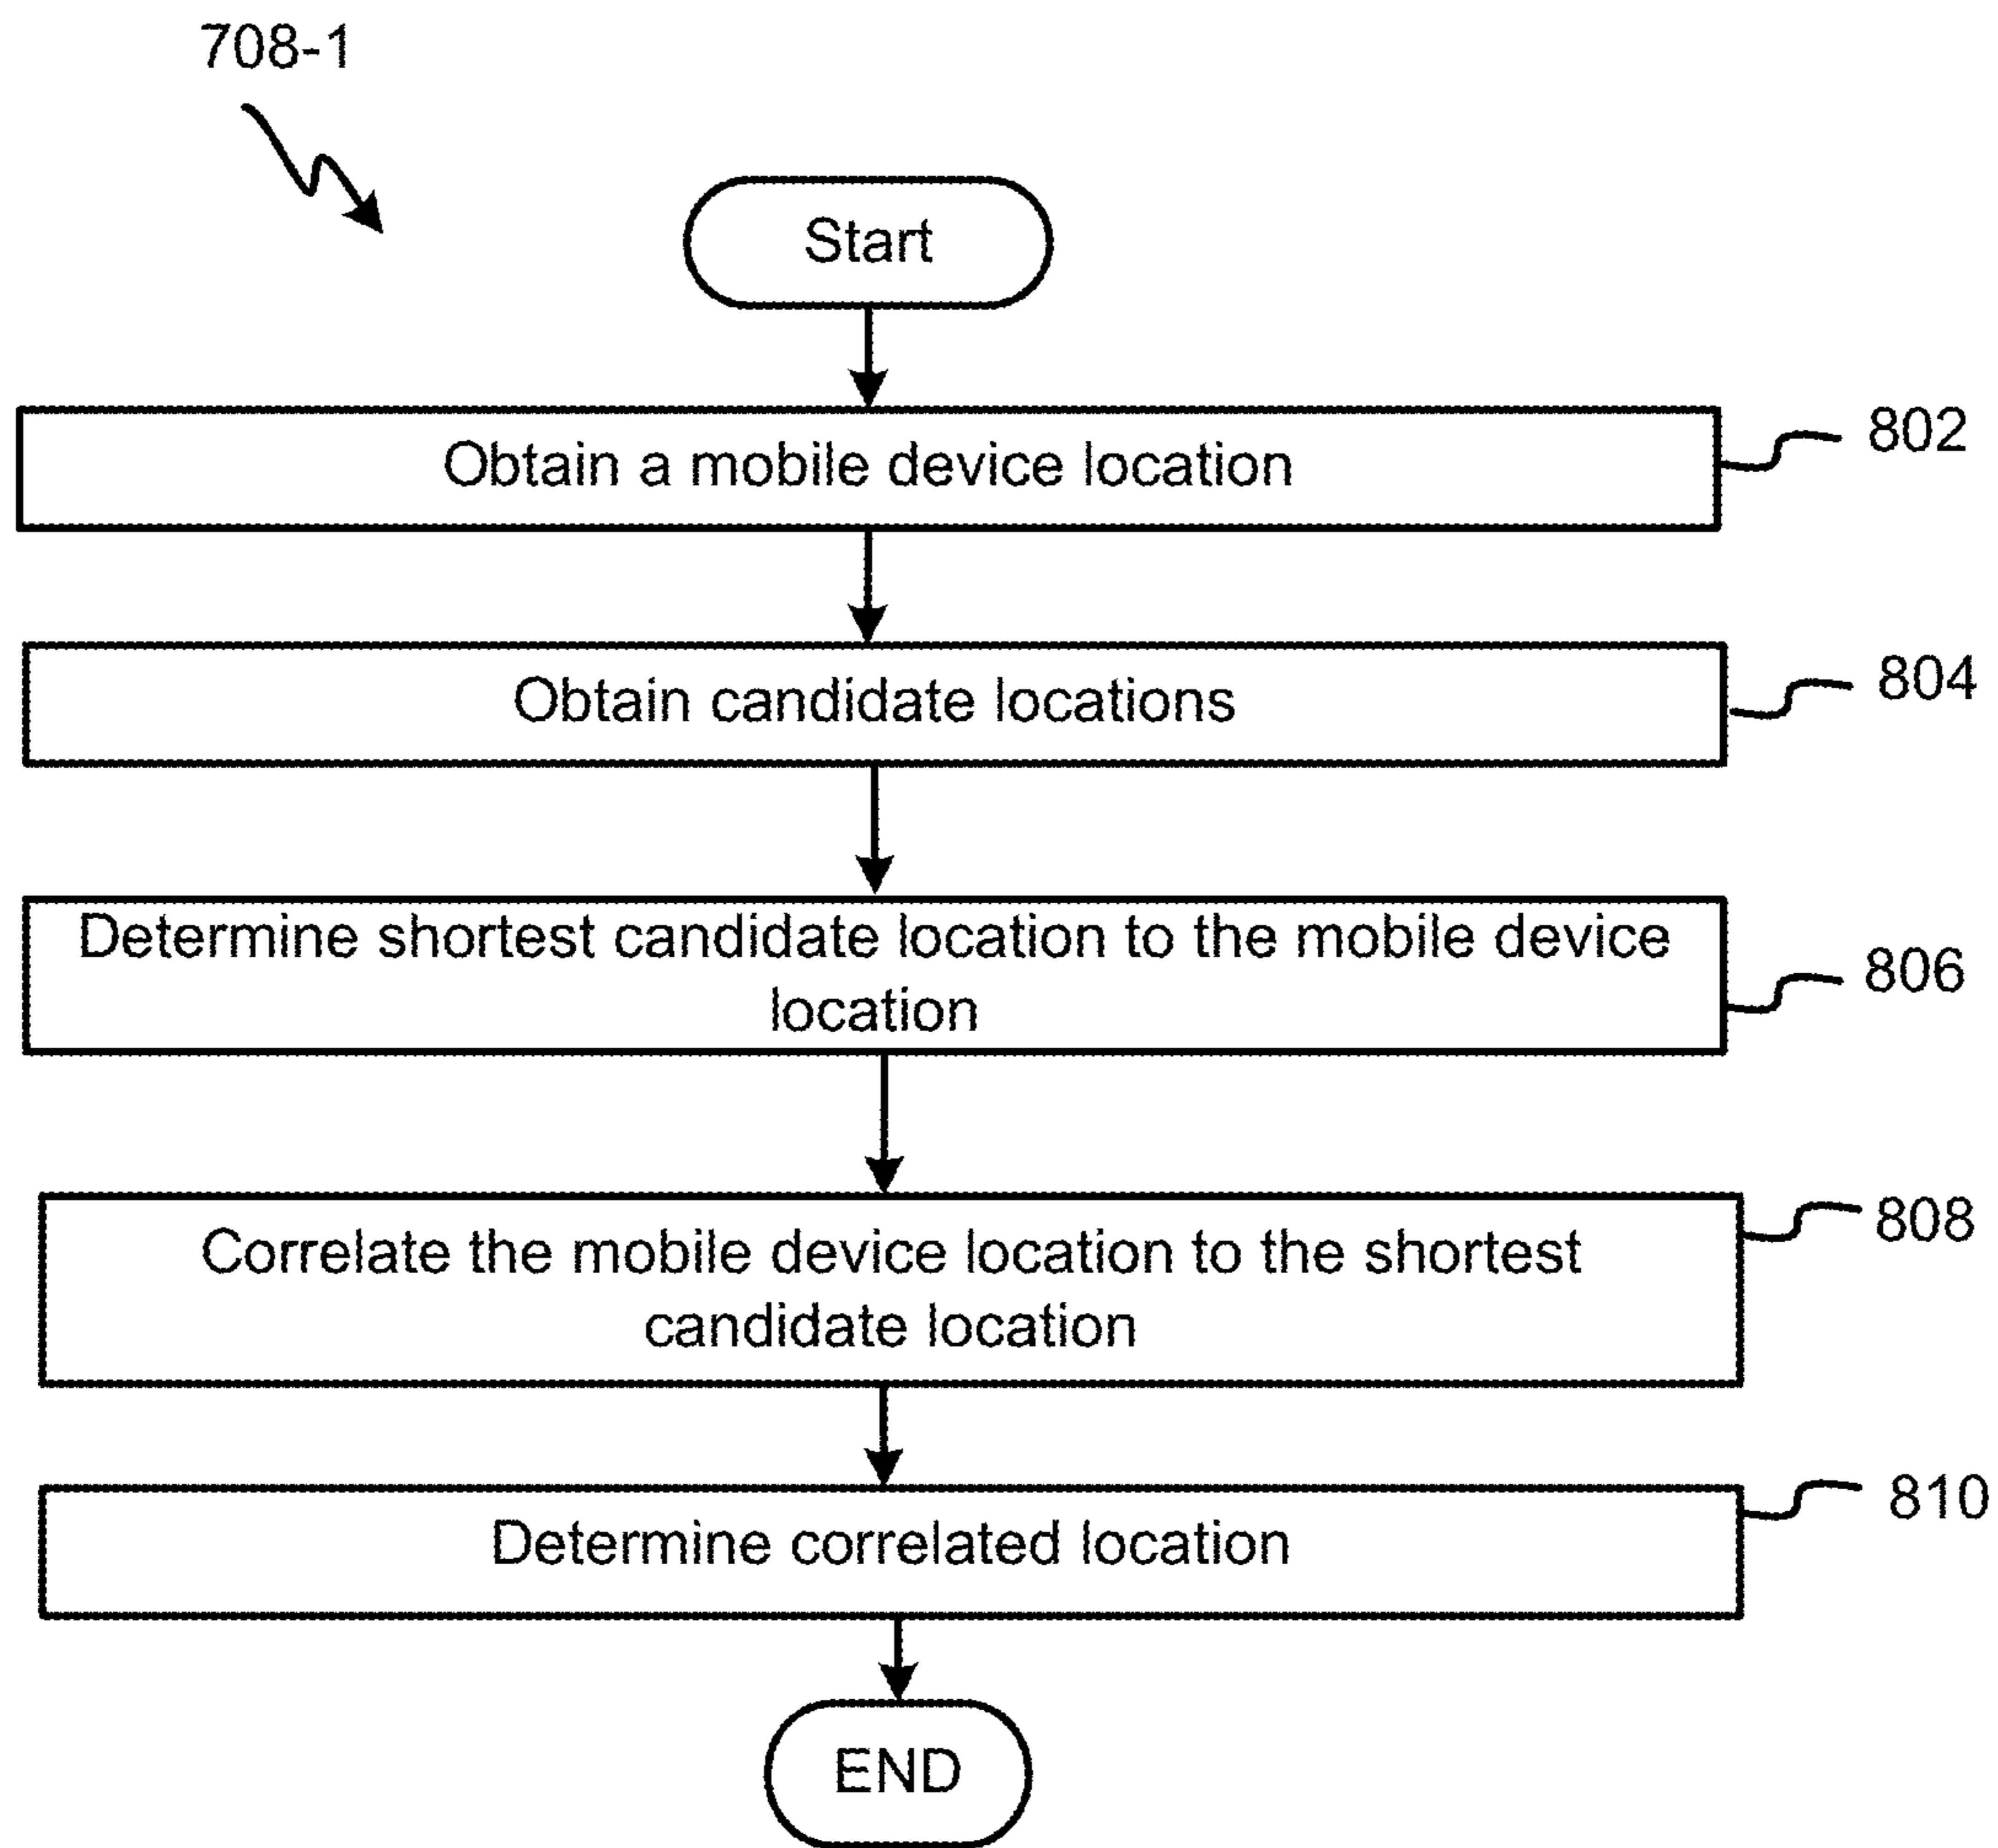 708-1
Start
Obtain a mobile device location
802
Obtain candidate locations
804
Determine shortest candidate location to the mobile device
location
806
Correlate the mobile device location to the shortest
candidate location
808
Determine correlated location
810
END